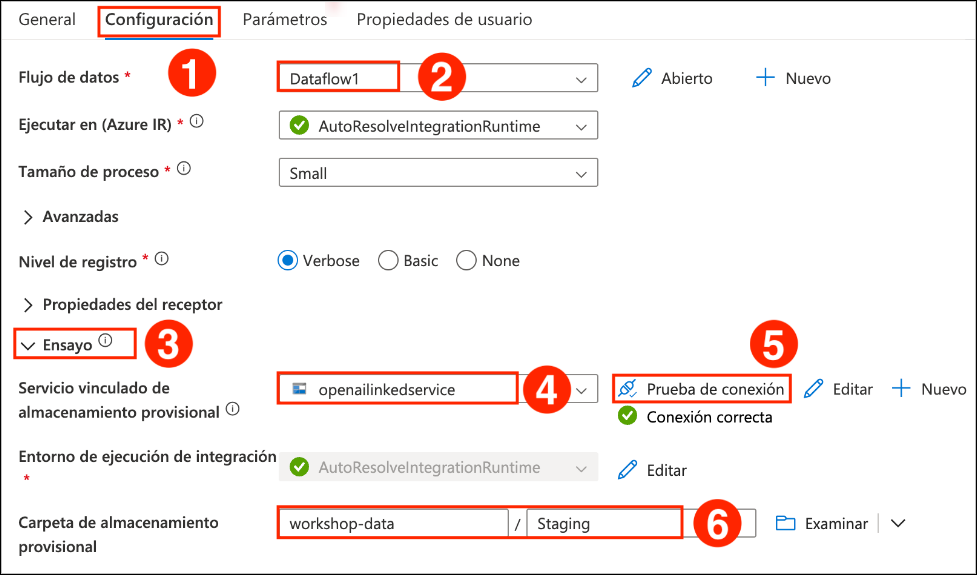 General Configuración Parámetros Propiedades de usuario
1
Flujo de datos * Dataflow1 2 Abierto Nuevo
Ejecutar en (Azure IR) * AutoResolveIntegrationRuntime
Tamaño de proceso * Small
Avanzadas
Nivel de registro * Verbose Basic None
Propiedades del receptor
Ensayo 3
5
Servicio vinculado de
almacenamiento provisional openailinkedservice 4 Prueba de conexión Editar Nuevo
Conexión correcta
Entorno de ejecución de integración
* AutoResolveIntegrationRuntime Editar
Carpeta de almacenamiento
provisional workshop-data / Staging 6 Examinar